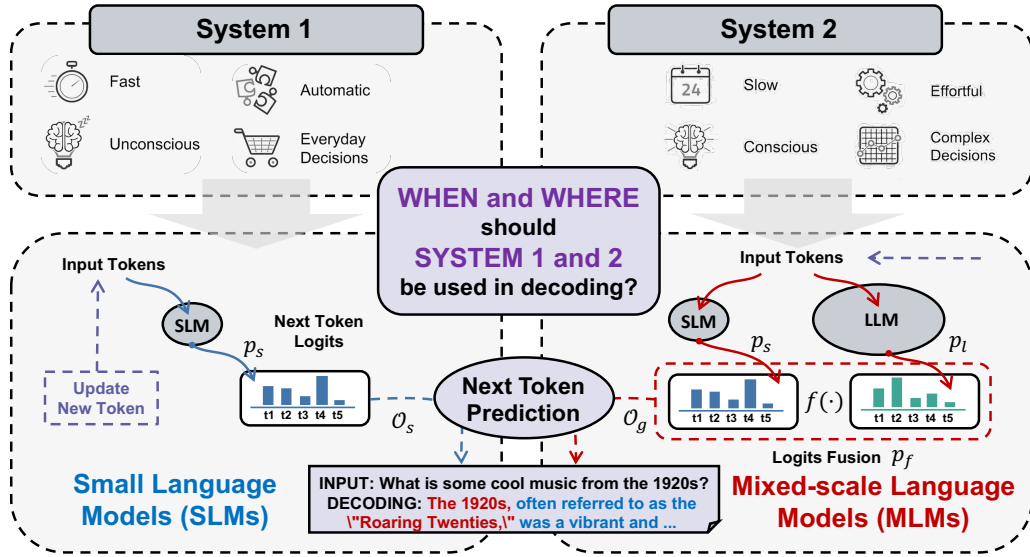 System 1
Fast
Automatic
Unconscious
zzz
Everyday
Decisions
System 2
24
Slow
Effortful
Conscious
Complex
Decisions
WHEN and WHERE
should
SYSTEM 1 and 2
be used in decoding?
Input Tokens
SLM
Next Token
Logits
p_s
Update
New Token
t1 t2 t3 t4 t5
O_s
Small Language
Models (SLMs)
Next Token
Prediction
Input Tokens
SLM
LLM
p_s
p_l
t1 t2 t3 t4 t5
f(·)
t1 t2 t3 t4 t5
O_g
Logits Fusion p_f
Mixed-scale Language
Models (MLMs)
INPUT: What is some cool music from the 1920s?
DECODING: The 1920s, often referred to as the
\"Roaring Twenties,\" was a vibrant and ...